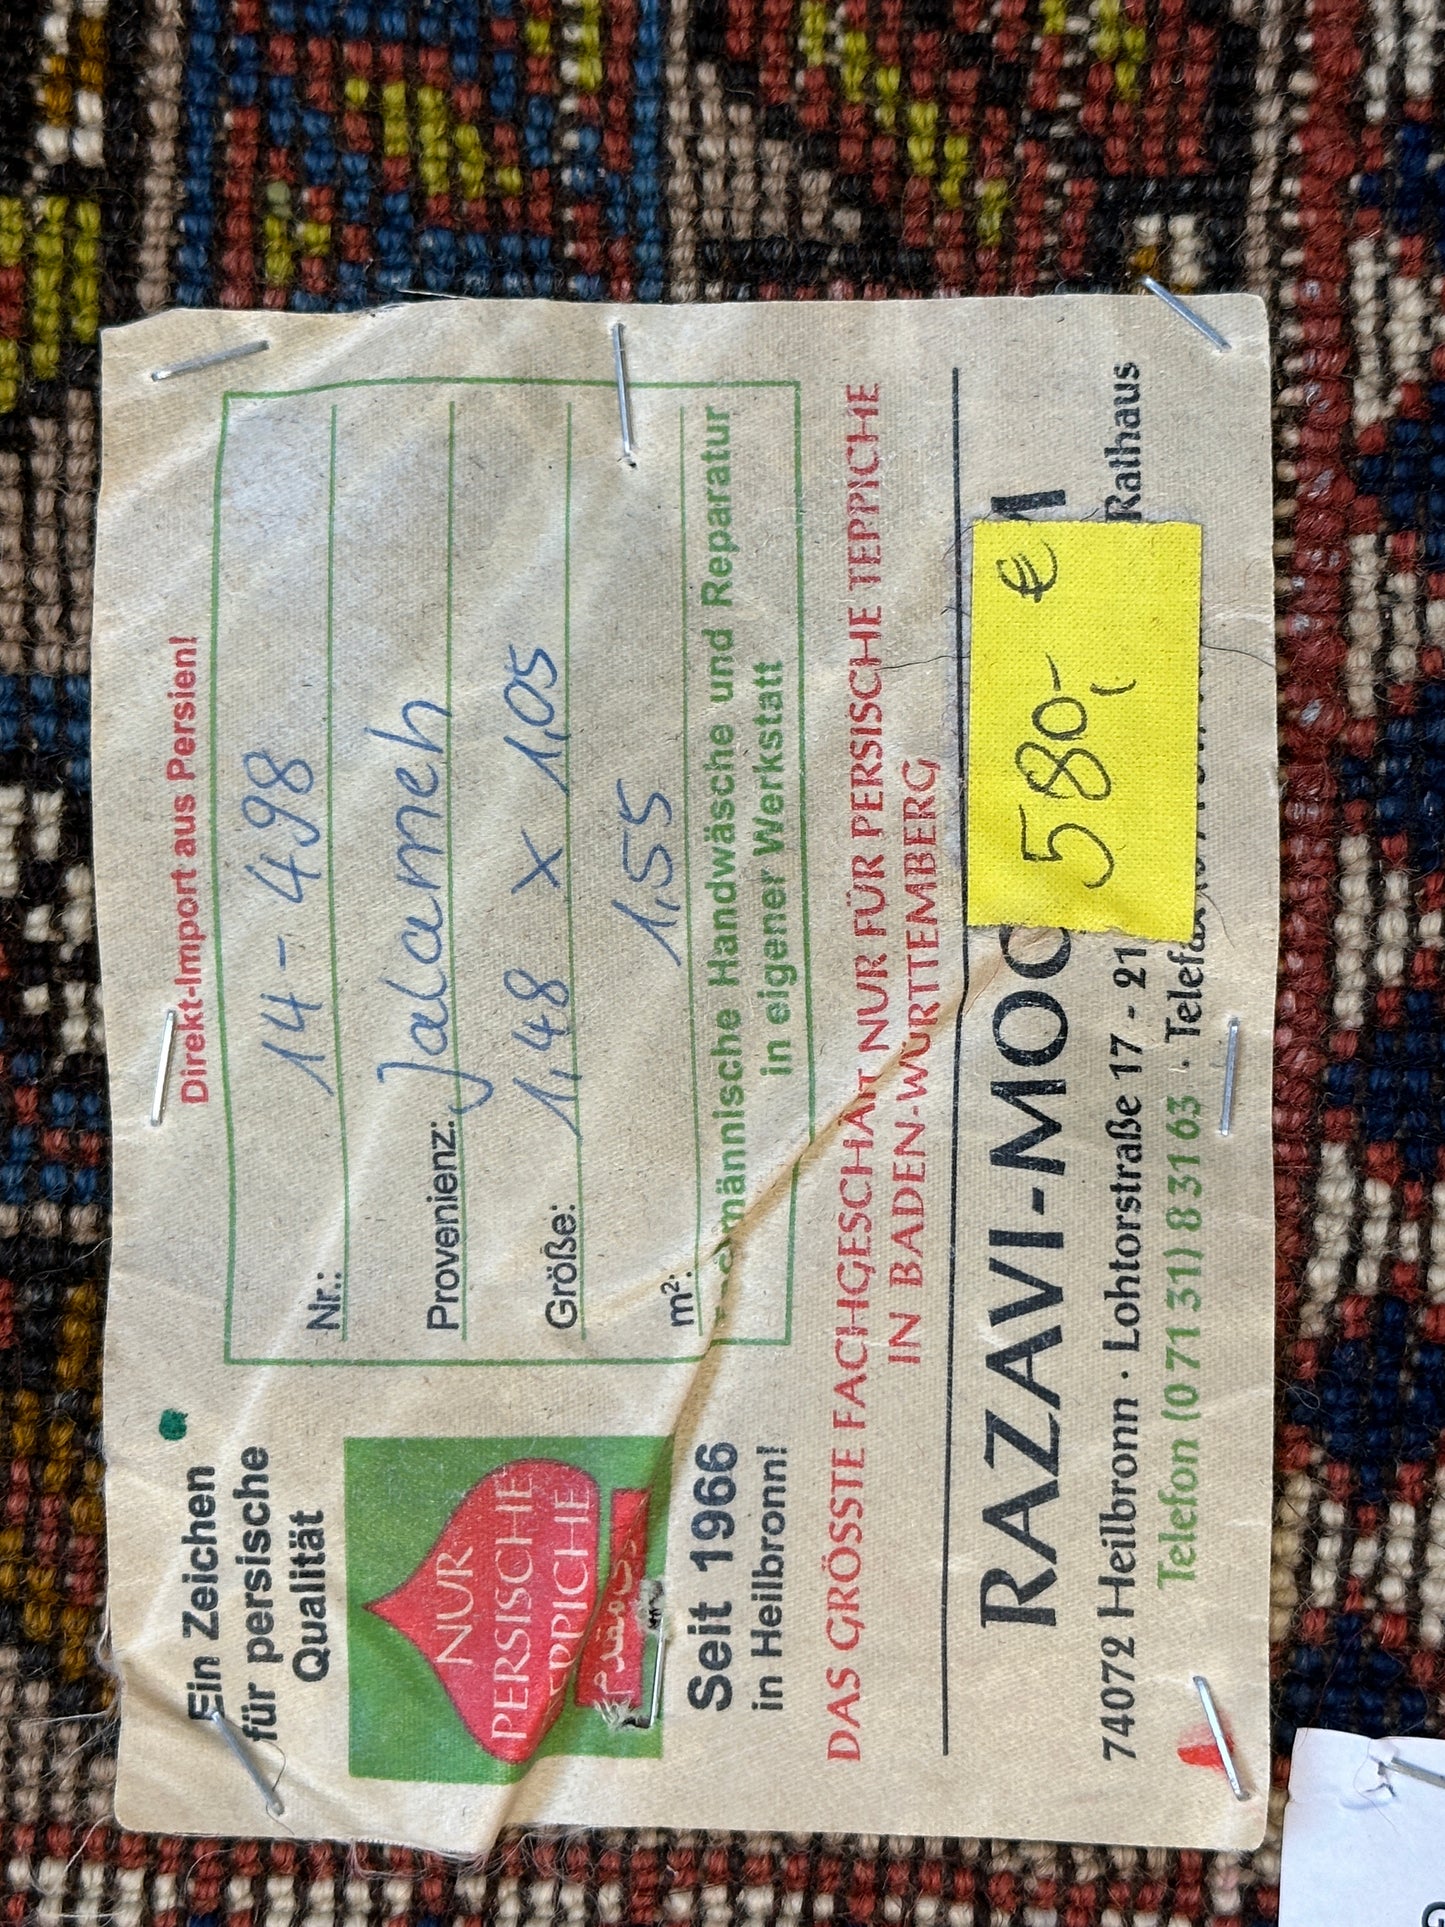 Ein Zeichen
für persische
Qualität
NUR
PERSISCHE
TEPPICHE
Seit 1966
in Heilbronn!
Direkt-Import aus Persien!
Nr.: 14-498
Provenienz: Jalameh
Größe: 1,48 x 1,05
m²: 1,55
männische Handwäsche und Reparatur
in eigener Werkstatt
DAS GRÖSSTE FACHGESCHÄFT NUR FÜR PERSISCHE TEPPICHE
IN BADEN-WÜRTTEMBERG
RAZAVI-MOG
580,- €
74072 Heilbronn · Lohtorstraße 17 - 21 Rathaus
Telefon (0 71 31) 8 31 63 · Telefax